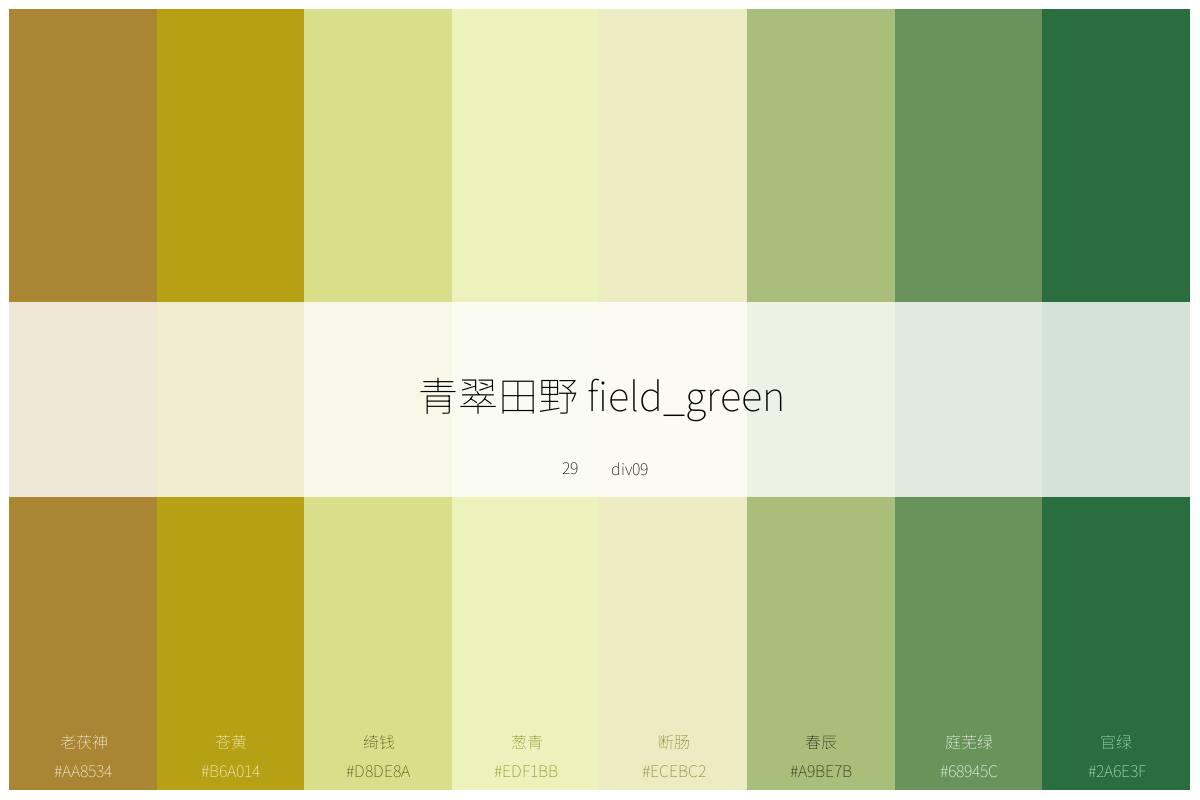 青翠田野 field_green
29 div09
老茯神 苍黄 绮钱 葱青 断肠 春辰 庭芜绿 官绿
#AA8534 #B6A014 #D8DE8A #EDF1BB #ECEBC2 #A9BE7B #68945C #2A6E3F